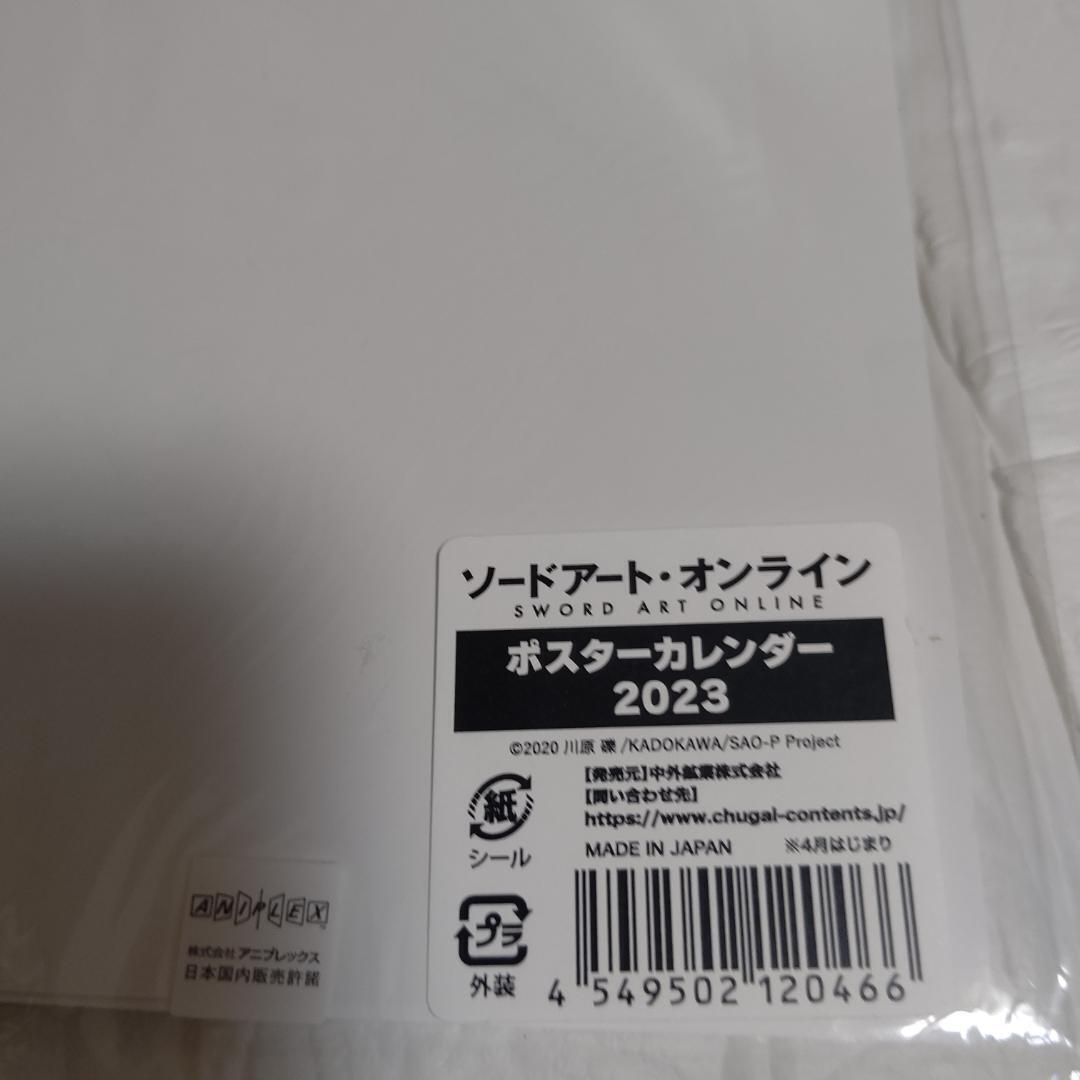 ソードアート・オンライン
SWORD ART ONLINE
ポスターカレンダー
2023
©2020 川原 礫/KADOKAWA/SAO-P Project
【発売元】中外鉱業株式会社
【問い合わせ先】
https://www.chugai-contents.jp/
MADE IN JAPAN ※4月はじまり
紙
シール
プラ
外装
4 549502 120466
ANIPLEX
株式会社アニプレックス
日本国内販売許諾